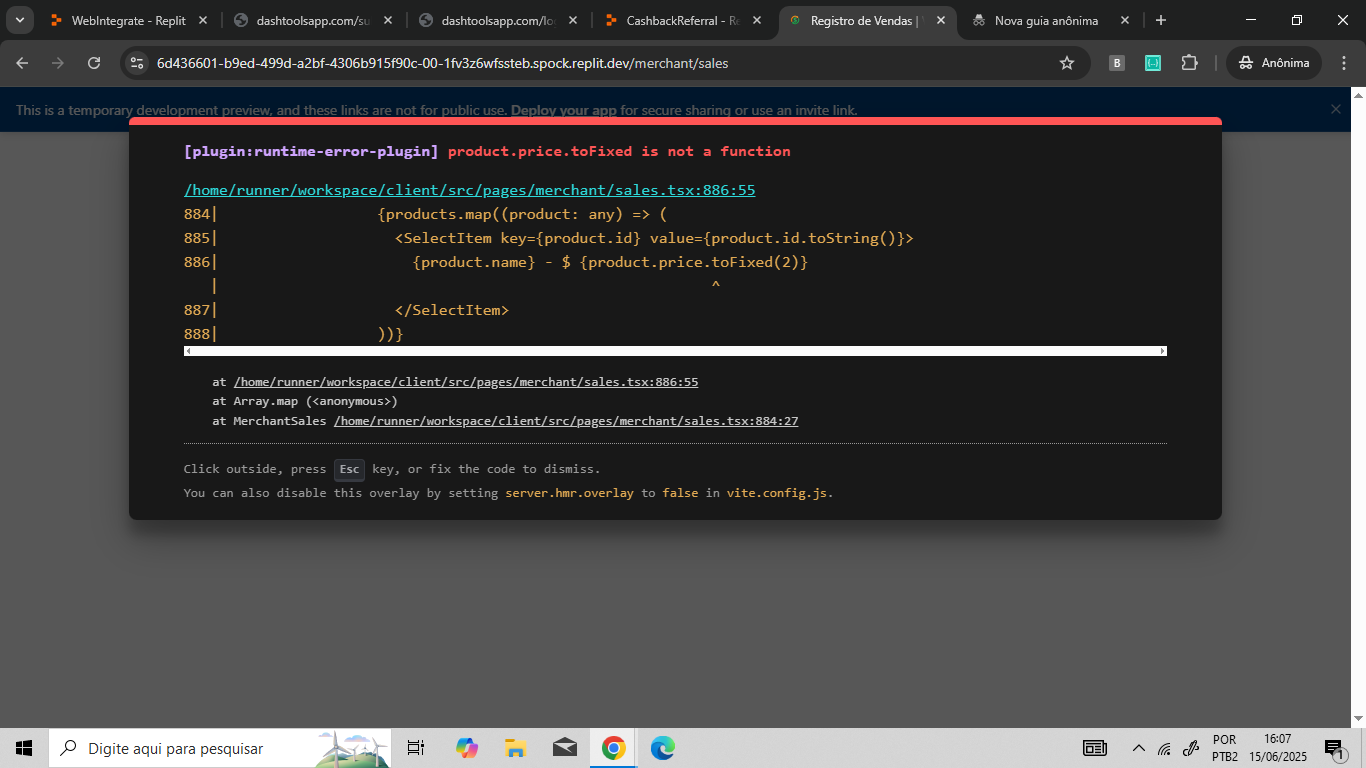 WebIntegrate - Replit
dashtoolsapp.com/su
dashtoolsapp.com/lo
CashbackReferral - Re
Registro de Vendas |
Nova guia anônima
6d436601-b9ed-499d-a2bf-4306b915f90c-00-1fv3z6wfssteb.spock.replit.dev/merchant/sales
B
Anônima
This is a temporary development preview, and these links are not for public use. Deploy your app for secure sharing or use an invite link.
[plugin:runtime-error-plugin] product.price.toFixed is not a function
/home/runner/workspace/client/src/pages/merchant/sales.tsx:886:55
884| {products.map((product: any) => (
885| <SelectItem key={product.id} value={product.id.toString()}>
886| {product.name} - $ {product.price.toFixed(2)}
| ^
887| </SelectItem>
888| ))}
at /home/runner/workspace/client/src/pages/merchant/sales.tsx:886:55
at Array.map (<anonymous>)
at MerchantSales /home/runner/workspace/client/src/pages/merchant/sales.tsx:884:27
Click outside, press Esc key, or fix the code to dismiss.
You can also disable this overlay by setting server.hmr.overlay to false in vite.config.js.
Digite aqui para pesquisar
POR
PTB2
16:07
15/06/2025
1